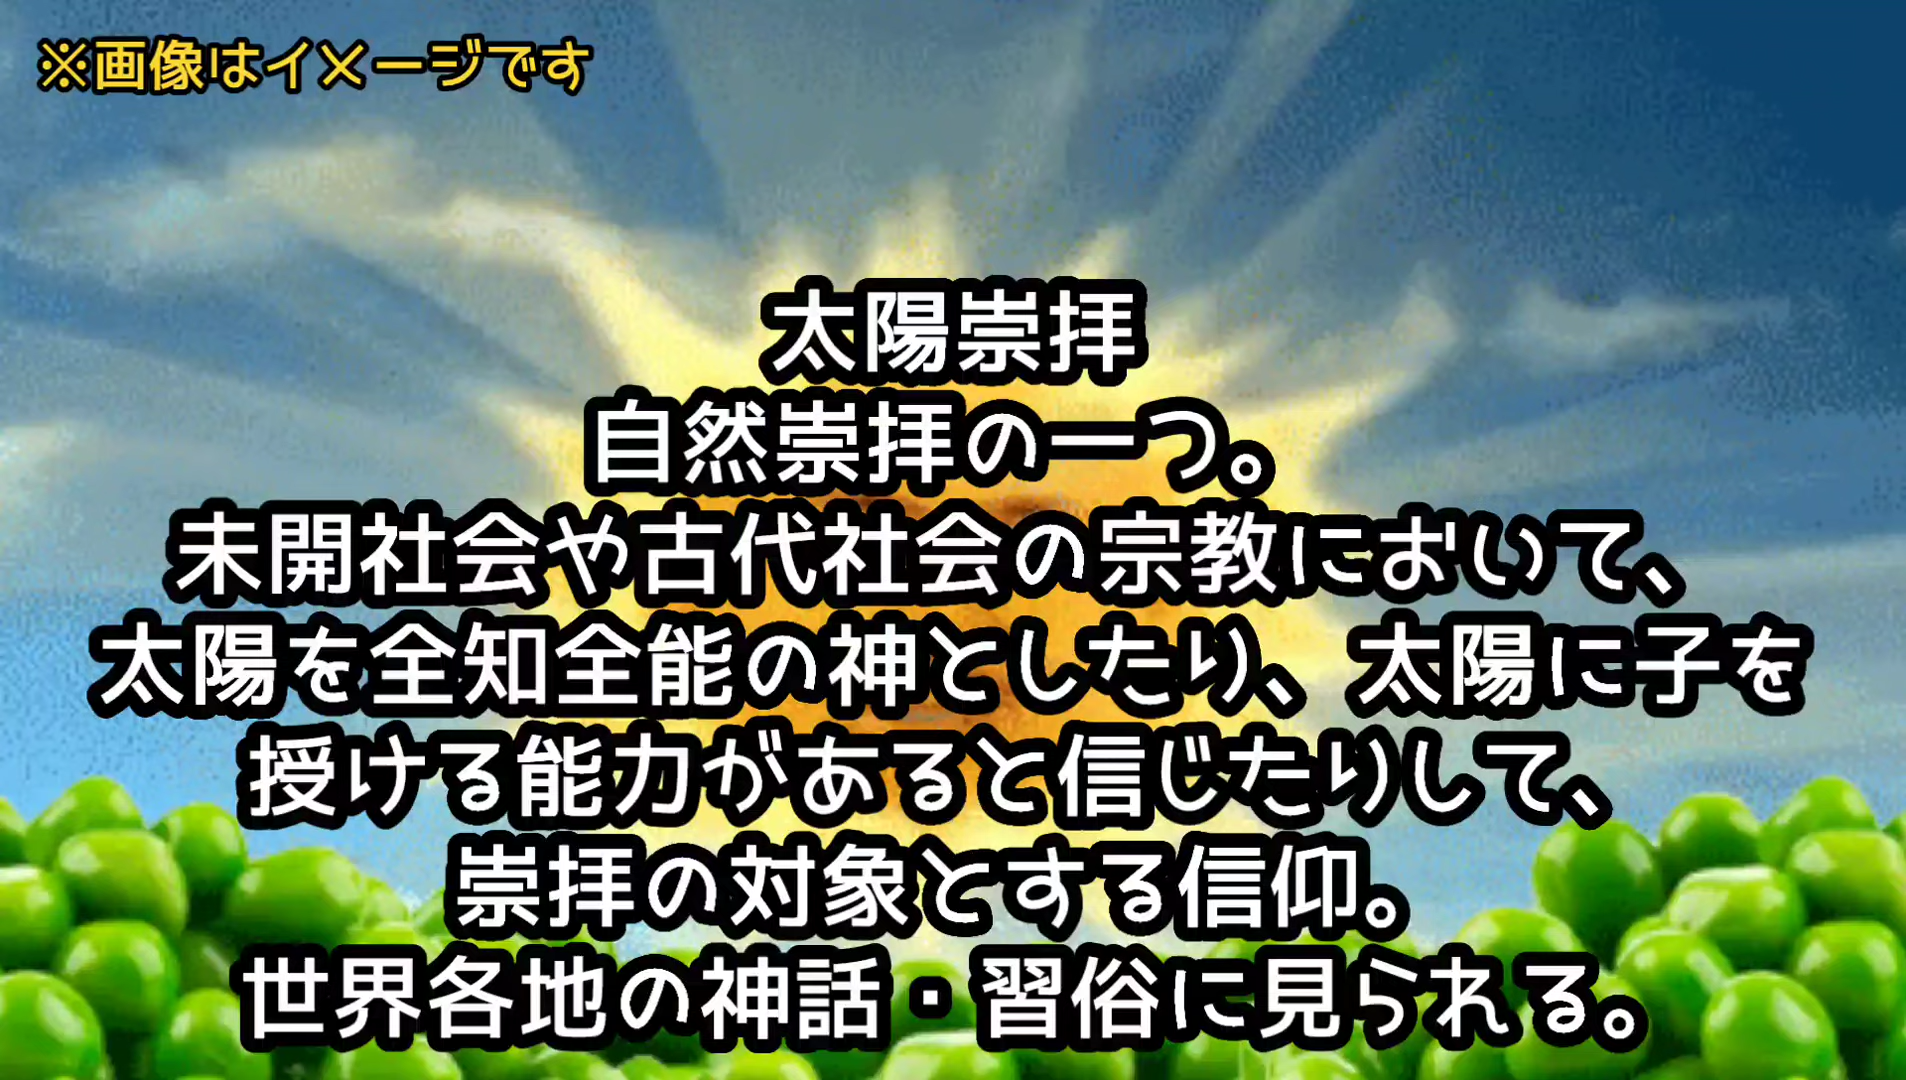 ※画像はイメージです
太陽崇拝
自然崇拝の一つ。
未開社会や古代社会の宗教において、
太陽を全知全能の神としたり、太陽に子を
授ける能力があると信じたりして、
崇拝の対象とする信仰。
世界各地の神話・習俗に見られる。